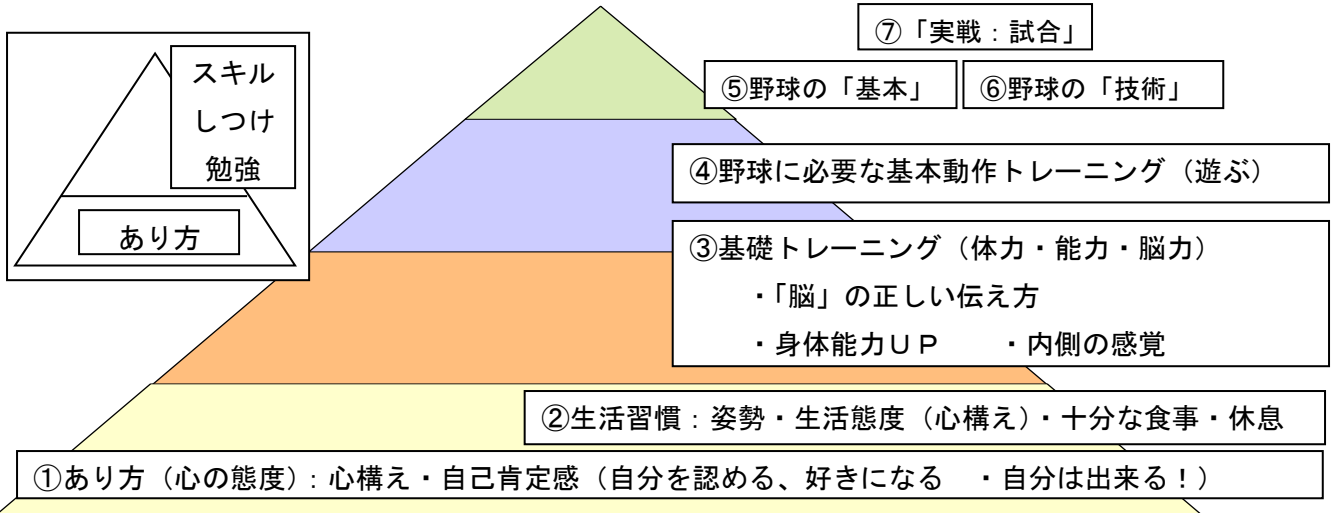 スキル
しつけ
勉強
あり方
⑦「実戦：試合」
⑤野球の「基本」
⑥野球の「技術」
④野球に必要な基本動作トレーニング（遊ぶ）
③基礎トレーニング（体力・能力・脳力）
・「脳」の正しい伝え方
・身体能力ＵＰ　　・内側の感覚
②生活習慣：姿勢・生活態度（心構え）・十分な食事・休息
①あり方（心の態度）：心構え・自己肯定感（自分を認める、好きになる　・自分は出来る！）